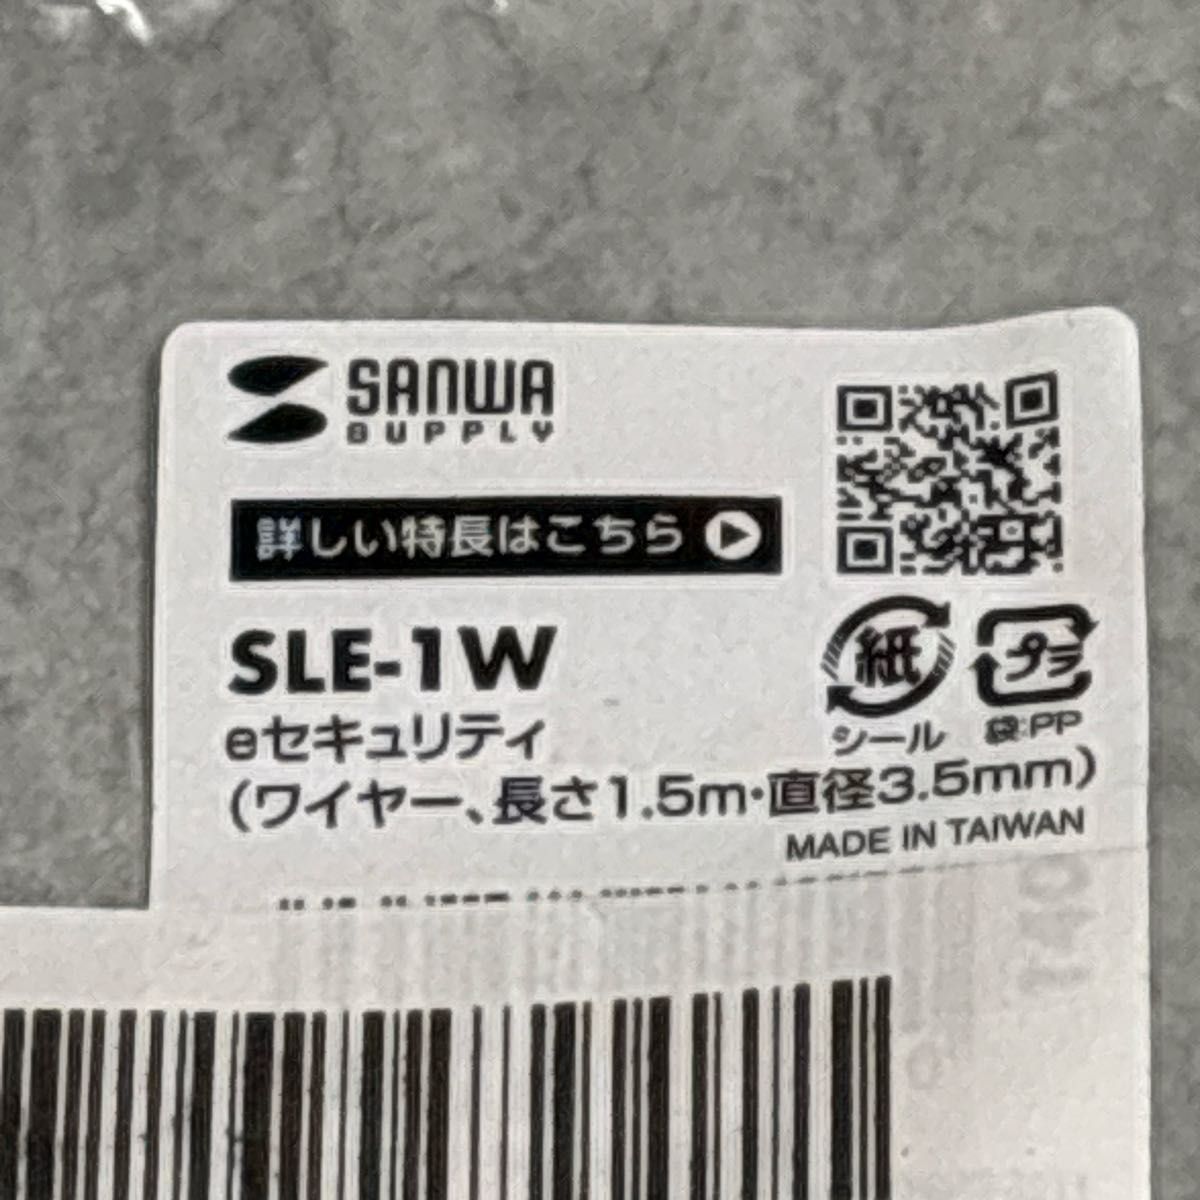 SANWA
SUPPLY
詳しい特長はこちら
SLE-1W
eセキュリティ
(ワイヤー、長さ1.5m・直径3.5mm)
紙
シール
プラ
袋:PP
MADE IN TAIWAN